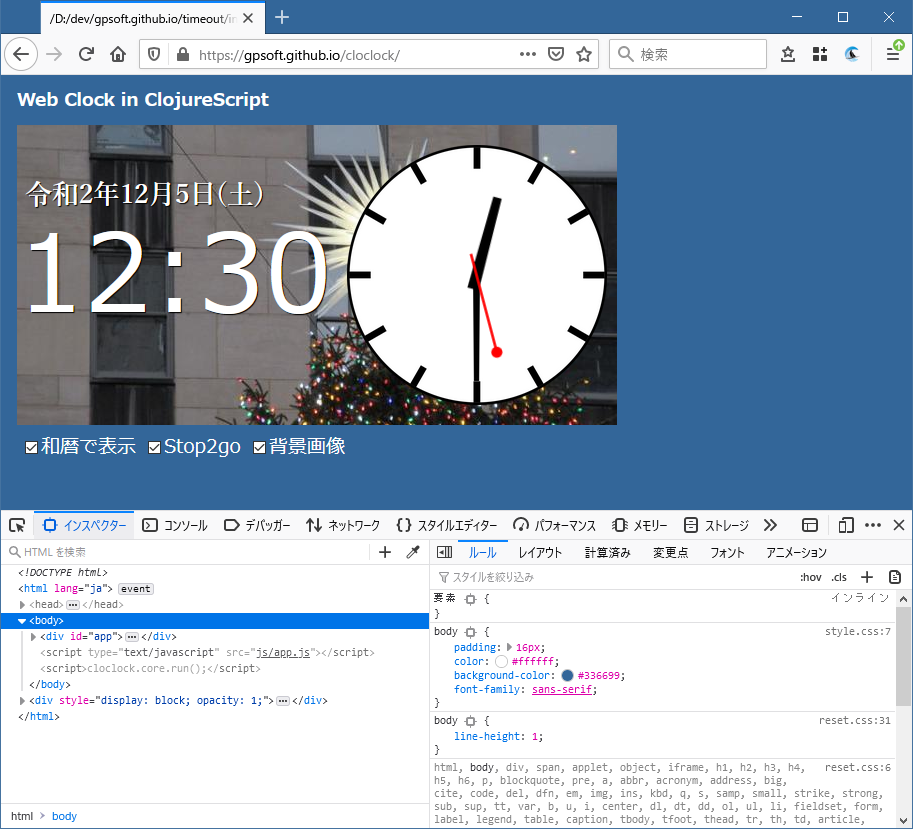 /D:/dev/gpsoft.github.io/timeout/in
https://gpsoft.github.io/cloclock/
検索
Web Clock in ClojureScript
令和2年12月5日(土)
12:30
和暦で表示 Stop2go 背景画像
インスペクター コンソール デバッガー ネットワーク スタイルエディター パフォーマンス メモリー ストレージ
HTML を検索
ルール レイアウト 計算済み 変更点 フォント アニメーション
<!DOCTYPE html>
<html lang="ja"> event
<head>•••</head>
<body>
<div id="app">•••</div>
<script type="text/javascript" src="js/app.js"></script>
<script>cloclock.core.run();</script>
</body>
<div style="display: block; opacity: 1;">•••</div>
</html>
html > body
スタイルを絞り込み :hov .cls
要素 { インライン
}
body { style.css:7
padding: 16px;
color: #ffffff;
background-color: #336699;
font-family: sans-serif;
}
body { reset.css:31
line-height: 1;
}
html, body, div, span, applet, object, iframe, h1, h2, h3, h4, reset.css:6
h5, h6, p, blockquote, pre, a, abbr, acronym, address, big,
cite, code, del, dfn, em, img, ins, kbd, q, s, samp, small, strike, strong,
sub, sup, tt, var, b, u, i, center, dl, dt, dd, ol, ul, li, fieldset, form,
label, legend, table, caption, tbody, tfoot, thead, tr, th, td, article,